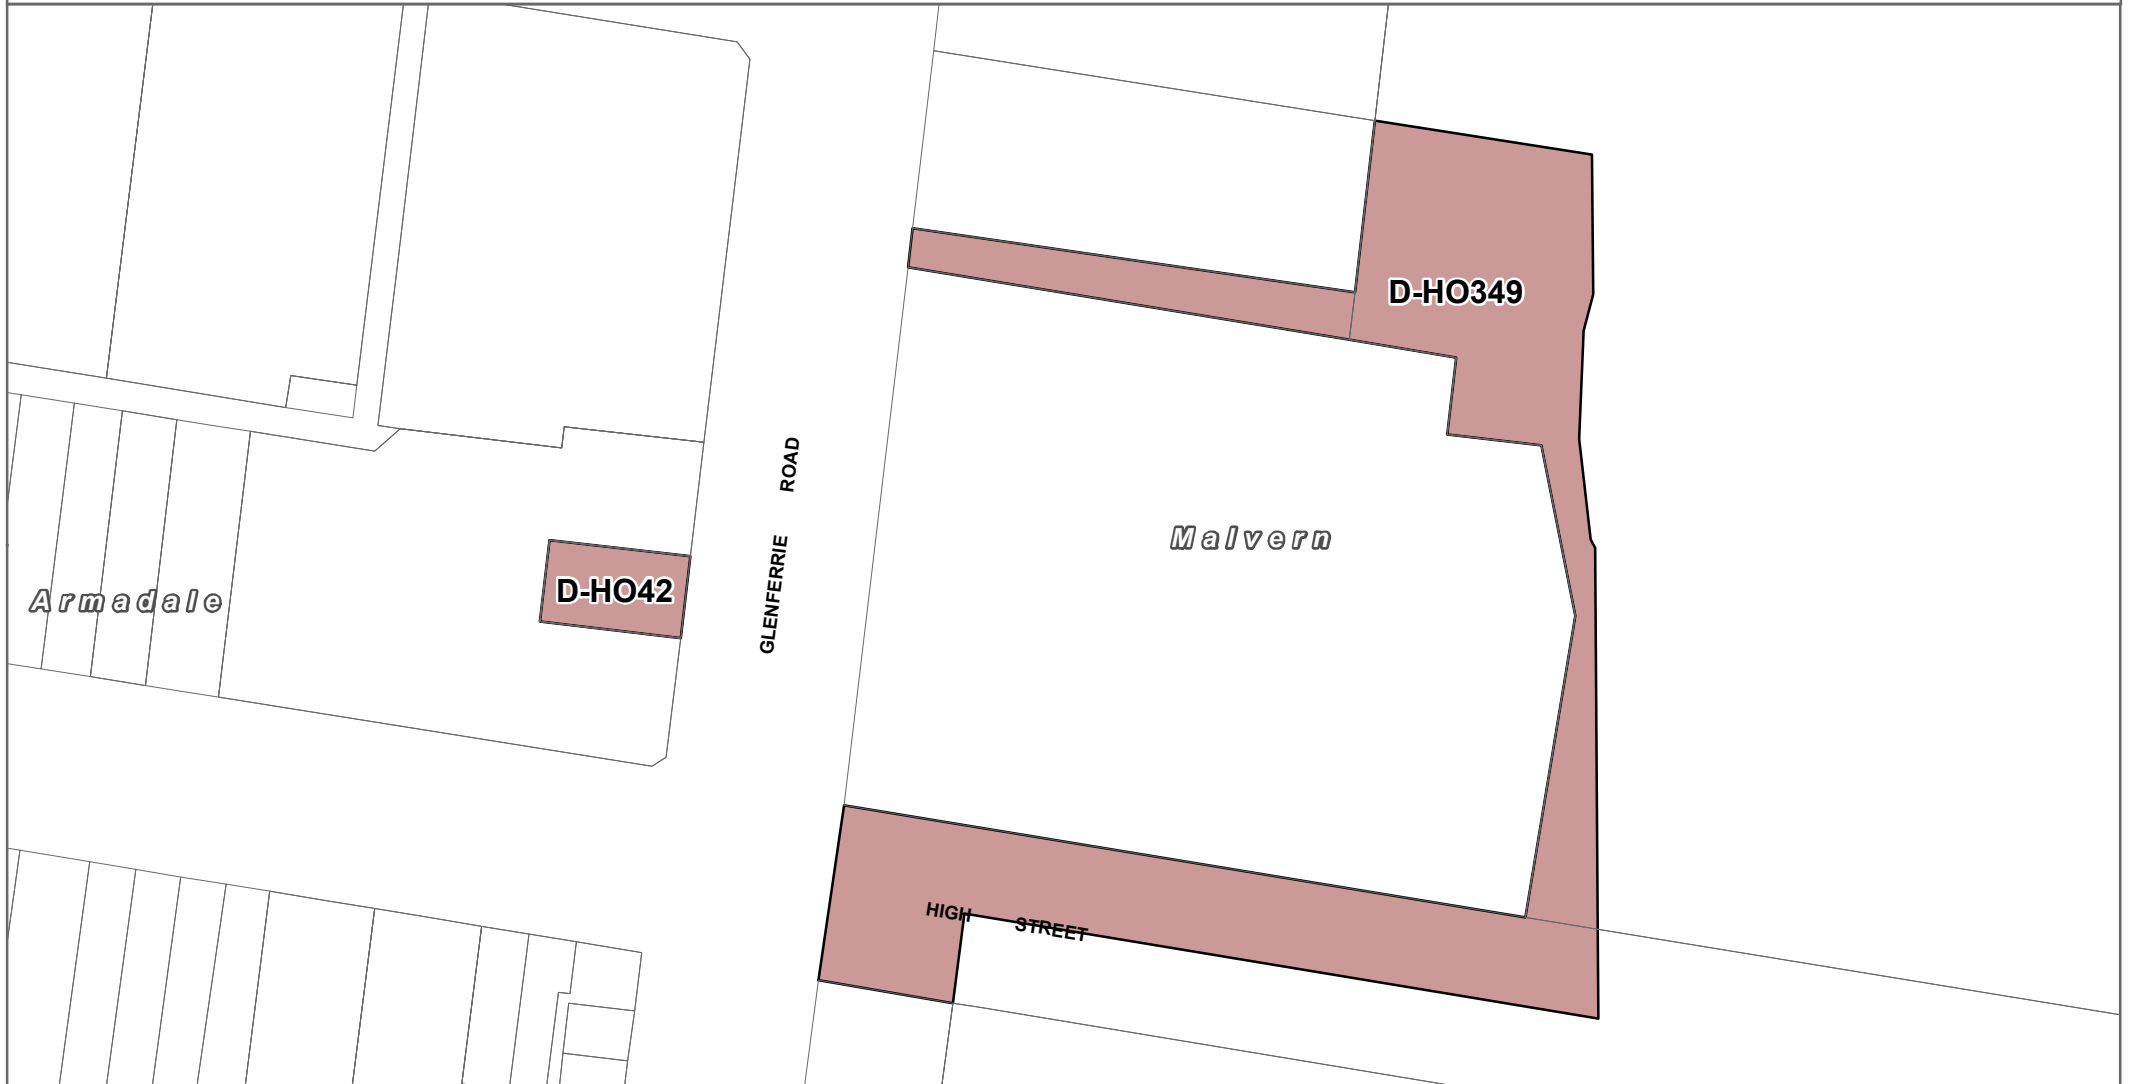 D-HO349
GLENFERRIE ROAD
Malvern
D-HO42
Armadale
HIGH STREET